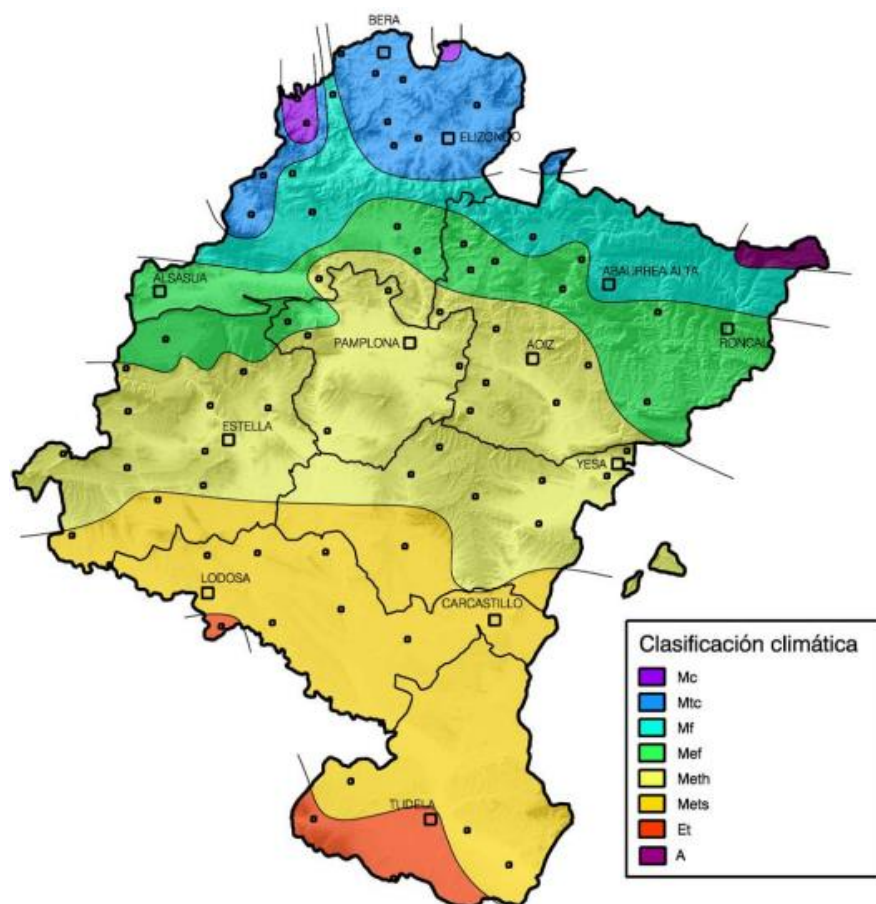 BERA
ELIZONDO
ALSASUA
ABAURREA ALTA
RONCAL
PAMPLONA
AOIZ
ESTELLA
YESA
LODOSA
CARCASTILLO
TUDELA
Clasificación climática
Mc
Mtc
Mf
Mef
Meth
Mets
Et
A